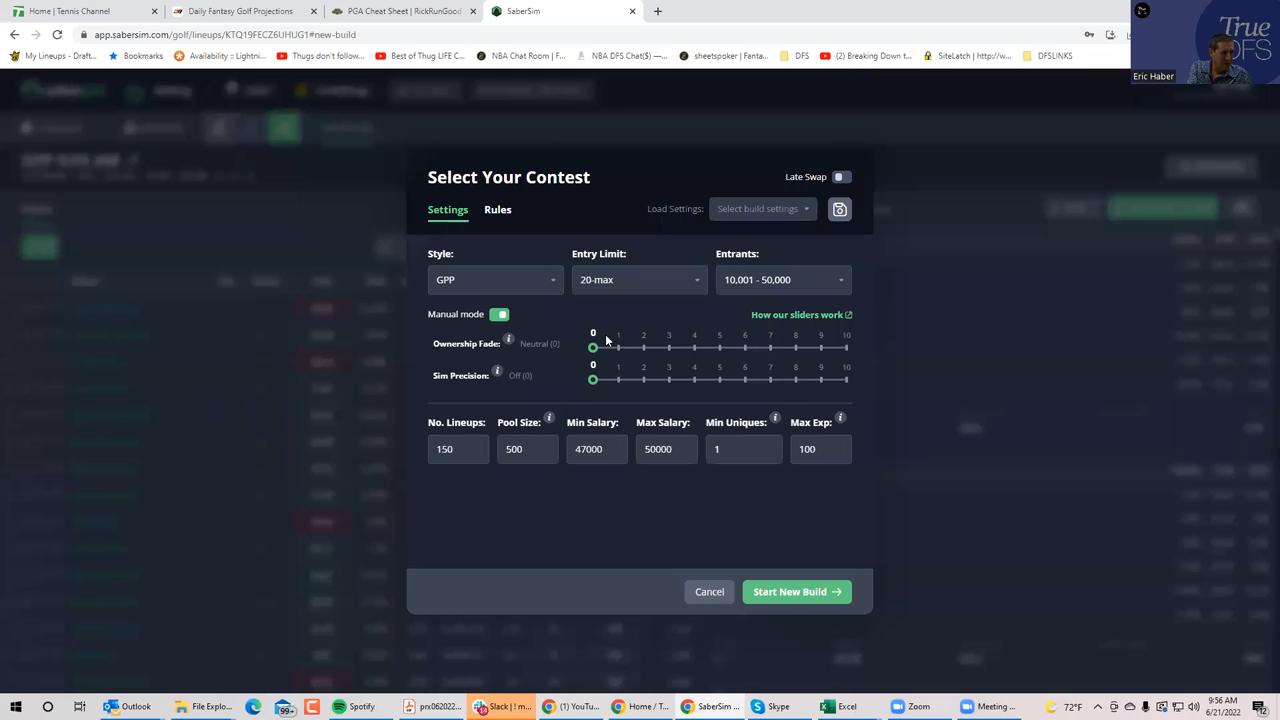 Home | Tennis Channel
Daily Fantasy Golf Projections
PGA Cheat Sheet | RickRunGood
SaberSim
app.sabersim.com/golf/lineups/KTQ19FECZ6UHUG1#new-build
My Lineups - Draf...
Bookmarks
Availability :: Lightni...
Thugs don't follow...
Best of Thug LIFE C...
NBA Chat Room | F...
NBA DFS Chat($) —...
sheetspoker | Fanta...
DFS
(2) Breaking Down t...
SiteLatch | http://w...
DFSLINKS
True
DFS
Eric Haber
Select Your Contest
Late Swap
Settings
Rules
Load Settings:
Select build settings
Style:
Entry Limit:
Entrants:
GPP
20-max
10,001 - 50,000
Manual mode
How our sliders work
Ownership Fade:
Neutral (0)
0 1 2 3 4 5 6 7 8 9 10
Sim Precision:
Off (0)
0 1 2 3 4 5 6 7 8 9 10
No. Lineups:
Pool Size:
Min Salary:
Max Salary:
Min Uniques:
Max Exp:
150
500
47000
50000
1
100
Cancel
Start New Build
Outlook
File Explo...
99+
Spotify
prx062022...
Slack | ! m...
14
(1) YouTu...
Home / T...
SaberSim ...
Skype
Excel
Zoom
Meeting ...
72°F
9:56 AM
6/21/2022
12